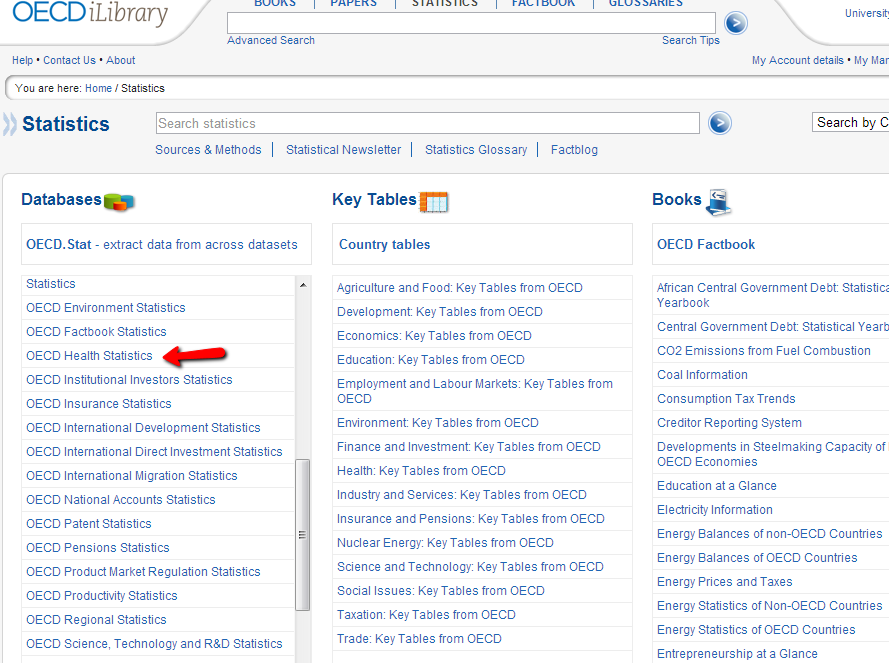 OECD iLibrary
BOOKS | PAPERS | STATISTICS | FACTBOOK | GLOSSARIES
Advanced Search
Search Tips
University
Help • Contact Us • About
My Account details • My Mar
You are here: Home / Statistics
Statistics
Search statistics
Search by C
Sources & Methods | Statistical Newsletter | Statistics Glossary | Factblog
Databases
OECD.Stat - extract data from across datasets
Statistics
OECD Environment Statistics
OECD Factbook Statistics
OECD Health Statistics
OECD Institutional Investors Statistics
OECD Insurance Statistics
OECD International Development Statistics
OECD International Direct Investment Statistics
OECD International Migration Statistics
OECD National Accounts Statistics
OECD Patent Statistics
OECD Pensions Statistics
OECD Product Market Regulation Statistics
OECD Productivity Statistics
OECD Regional Statistics
OECD Science, Technology and R&D Statistics
Key Tables
Country tables
Agriculture and Food: Key Tables from OECD
Development: Key Tables from OECD
Economics: Key Tables from OECD
Education: Key Tables from OECD
Employment and Labour Markets: Key Tables from
OECD
Environment: Key Tables from OECD
Finance and Investment: Key Tables from OECD
Health: Key Tables from OECD
Industry and Services: Key Tables from OECD
Insurance and Pensions: Key Tables from OECD
Nuclear Energy: Key Tables from OECD
Science and Technology: Key Tables from OECD
Social Issues: Key Tables from OECD
Taxation: Key Tables from OECD
Trade: Key Tables from OECD
Books
OECD Factbook
African Central Government Debt: Statistica
Yearbook
Central Government Debt: Statistical Yearb
CO2 Emissions from Fuel Combustion
Coal Information
Consumption Tax Trends
Creditor Reporting System
Developments in Steelmaking Capacity of
OECD Economies
Education at a Glance
Electricity Information
Energy Balances of non-OECD Countries
Energy Balances of OECD Countries
Energy Prices and Taxes
Energy Statistics of Non-OECD Countries
Energy Statistics of OECD Countries
Entrepreneurship at a Glance